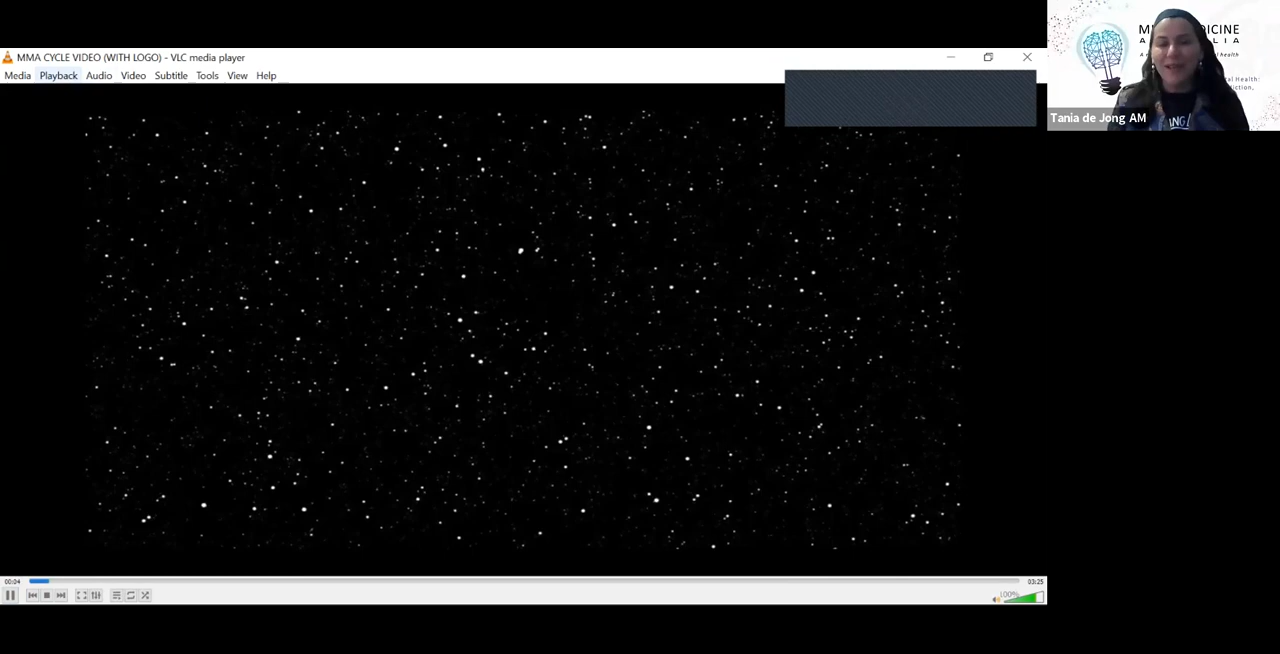 MMA CYCLE VIDEO (WITH LOGO) - VLC media player
Media Playback Audio Video Subtitle Tools View Help
Tania de Jong AM
00:04
03:25
100%